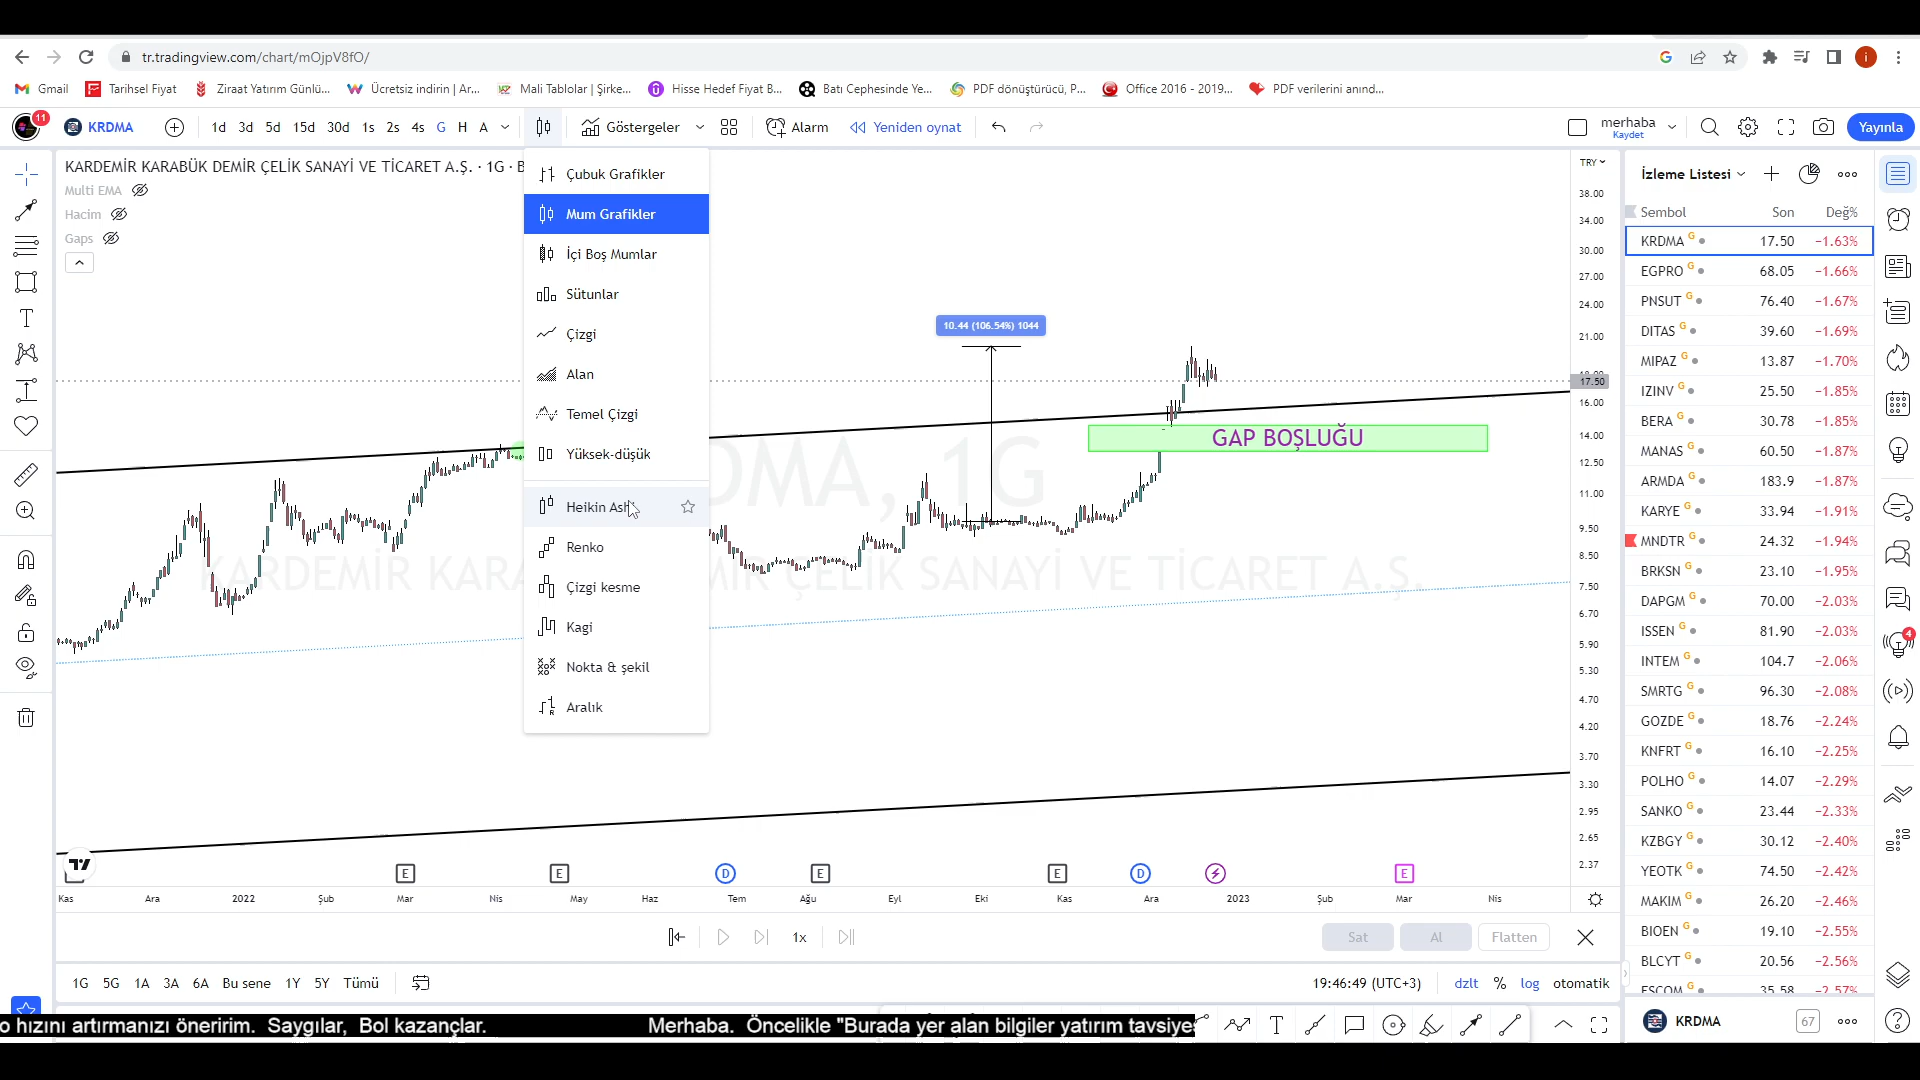 tr.tradingview.com/chart/mOjpV8fO/
Gmail
Tarihsel Fiyat
Ziraat Yatırım Günlü...
Ücretsiz indirin | Ar...
Mali Tablolar | Şirke...
Hisse Hedef Fiyat B...
Batı Cephesinde Ye...
PDF dönüştürücü, P...
Office 2016 - 2019...
PDF verilerini anınd...
11
KRDMA
1d 3d 5d 15d 30d 1s 2s 4s G H A
Göstergeler
Alarm
Yeniden oynat
merhaba
Kaydet
Yayınla
KARDEMİR KARABÜK DEMİR ÇELİK SANAYİ VE TİCARET A.Ş. · 1G · B
Multi EMA
Hacim
Gaps
Çubuk Grafikler
Mum Grafikler
İçi Boş Mumlar
Sütunlar
Çizgi
Alan
Temel Çizgi
Yüksek-düşük
Heikin Ashi
Renko
Çizgi kesme
Kagi
Nokta & şekil
Aralık
10.44 (106.54%) 1044
GAP BOŞLUĞU
DMA, 1G
KARDEMİR KARA
MİR ÇELİK SANAYİ VE TİCARET A.Ş.
TRY
38.00
34.00
30.00
27.00
24.00
21.00
17.50
16.00
14.00
12.50
11.00
9.50
8.50
7.50
6.70
5.90
5.30
4.70
4.20
3.70
3.30
2.95
2.65
2.37
E E D E E D E
Kas Ara 2022 Şub Mar Nis May Haz Tem Ağu Eyl Eki Kas Ara 2023 Şub Mar Nis
1x
Sat Al Flatten
1G 5G 1A 3A 6A Bu sene 1Y 5Y Tümü
19:46:49 (UTC+3) dzlt % log otomatik
o hızını artırmanızı öneririm. Saygılar, Bol kazançlar. Merhaba. Öncelikle "Burada yer alan bilgiler yatırım tavsiyes
İzleme Listesi
Sembol Son Değ%
KRDMA G 17.50 −1.63%
EGPRO G 68.05 −1.66%
PNSUT G 76.40 −1.67%
DITAS G 39.60 −1.69%
MIPAZ G 13.87 −1.70%
IZINV G 25.50 −1.85%
BERA G 30.78 −1.85%
MANAS G 60.50 −1.87%
ARMDA G 183.9 −1.87%
KARYE G 33.94 −1.91%
MNDTR G 24.32 −1.94%
BRKSN G 23.10 −1.95%
DAPGM G 70.00 −2.03%
ISSEN G 81.90 −2.03%
INTEM G 104.7 −2.06%
SMRTG G 96.30 −2.08%
GOZDE G 18.76 −2.24%
KNFRT G 16.10 −2.25%
POLHO G 14.07 −2.29%
SANKO G 23.44 −2.33%
KZBGY G 30.12 −2.40%
YEOTK G 74.50 −2.42%
MAKIM G 26.20 −2.46%
BIOEN G 19.10 −2.55%
BLCYT G 20.56 −2.56%
ESCOM G 35.58 −2.57%
KRDMA 67
4